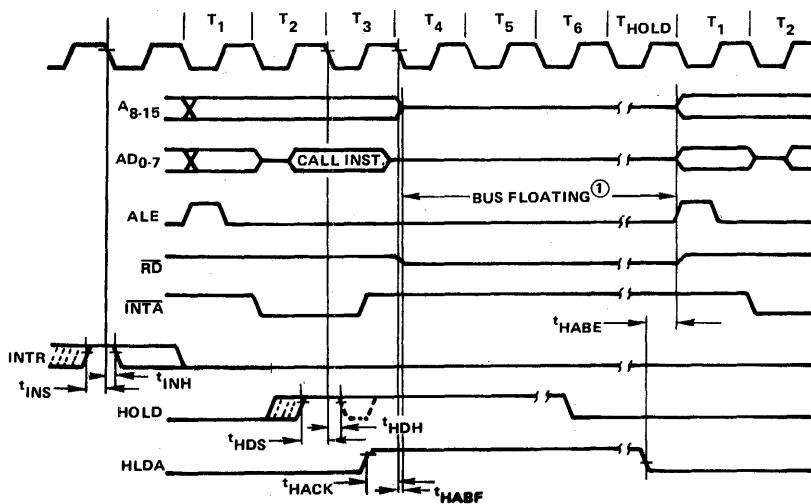 T1 T2 T3 T4 T5 T6 THOLD T1 T2
A8-15
AD0-7 CALL INST.
BUS FLOATING①
ALE
RD
INTA
tHABE
INTR
tINS tINH
HOLD
tHDS tHDH
HLDA
tHACK tHABF